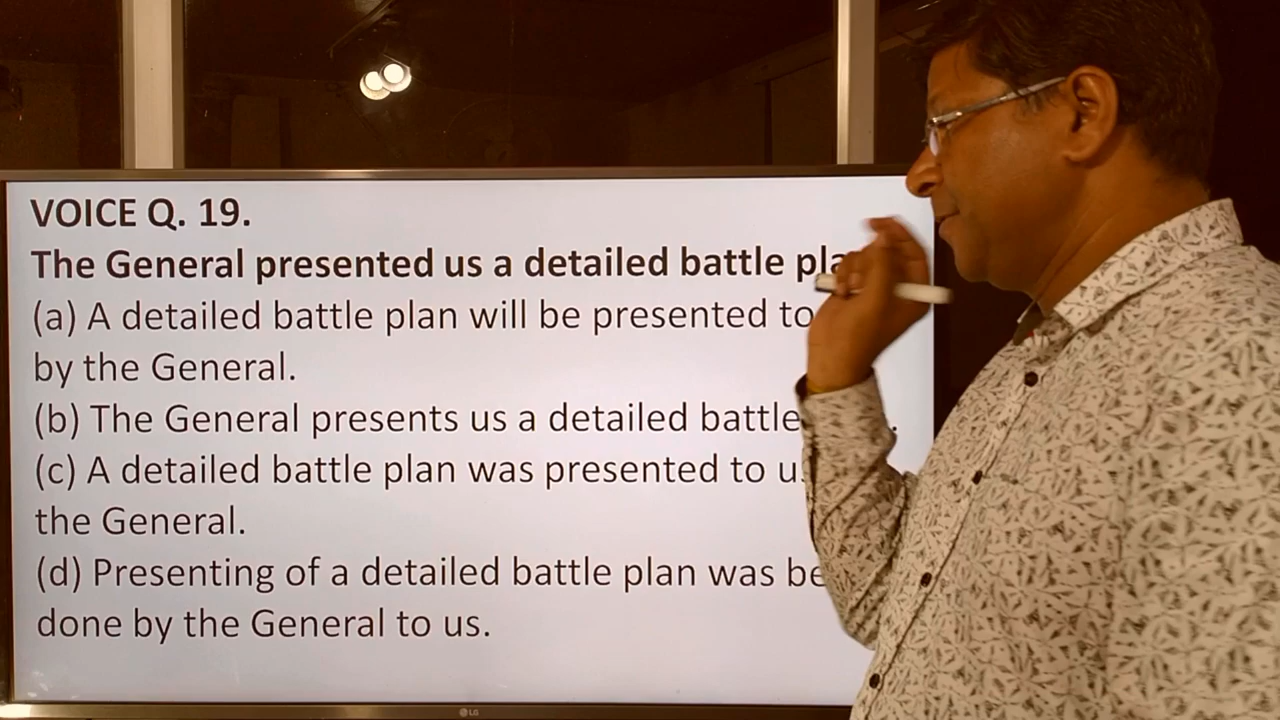 VOICE Q. 19.
The General presented us a detailed battle
(a) A detailed battle plan will be presented to
by the General.
(b) The General presents us a detailed battle
(c) A detailed battle plan was presented to
the General.
(d) Presenting of a detailed battle plan was
done by the General to us.
LG